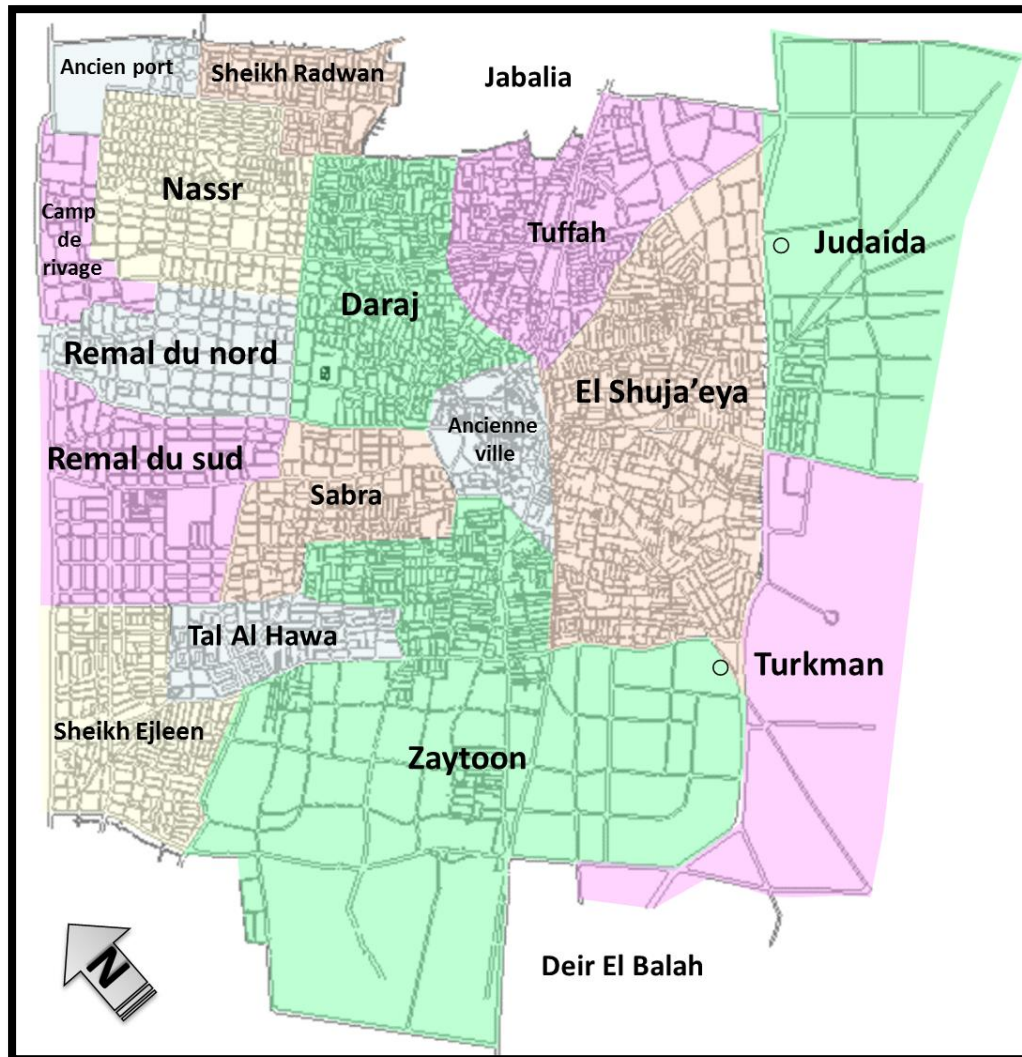 Ancien port
Sheikh Radwan
Jabalia
Nassr
Camp
de
rivage
Tuffah
Judaida
Daraj
Remal du nord
El Shuja’eya
Ancienne
ville
Remal du sud
Sabra
Tal Al Hawa
Turkman
Sheikh Ejleen
Zaytoon
N
Deir El Balah